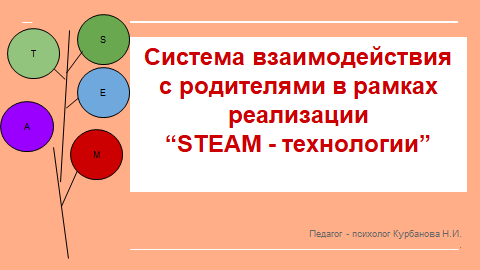 T
S
E
A
M
Система взаимодействия
с родителями в рамках
реализации
“STEAM - технологии”
Педагог - психолог Курбанова Н.И.
.